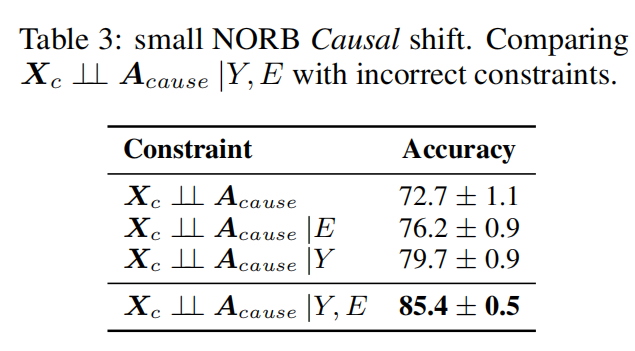 Table 3: small NORB Causal shift. Comparing
X_c ⊥⊥ A_cause |Y, E with incorrect constraints.
Constraint Accuracy
X_c ⊥⊥ A_cause 72.7 ± 1.1
X_c ⊥⊥ A_cause |E 76.2 ± 0.9
X_c ⊥⊥ A_cause |Y 79.7 ± 0.9
X_c ⊥⊥ A_cause |Y, E 85.4 ± 0.5